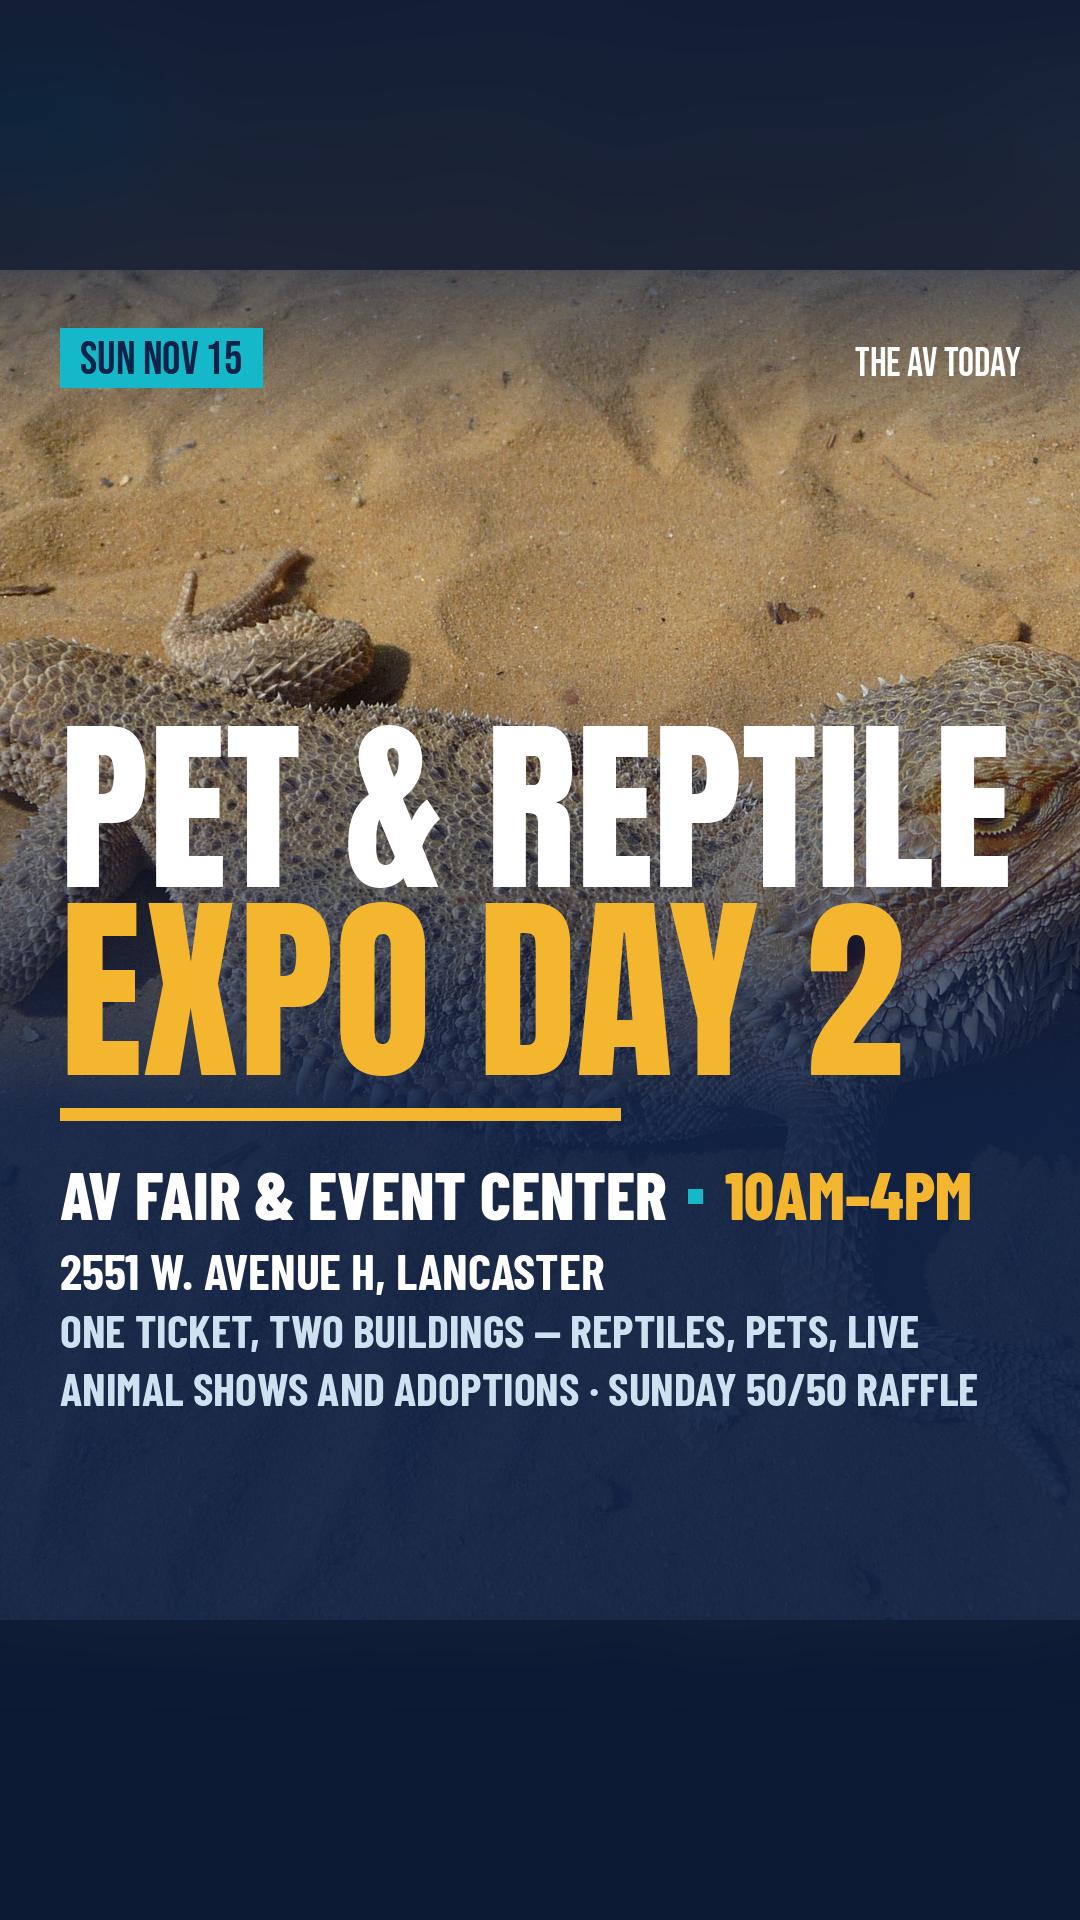 SUN NOV 15
THE AV TODAY
PET & REPTILE
EXPO DAY 2
AV FAIR & EVENT CENTER ▪ 10AM–4PM
2551 W. AVENUE H, LANCASTER
ONE TICKET, TWO BUILDINGS — REPTILES, PETS, LIVE
ANIMAL SHOWS AND ADOPTIONS · SUNDAY 50/50 RAFFLE